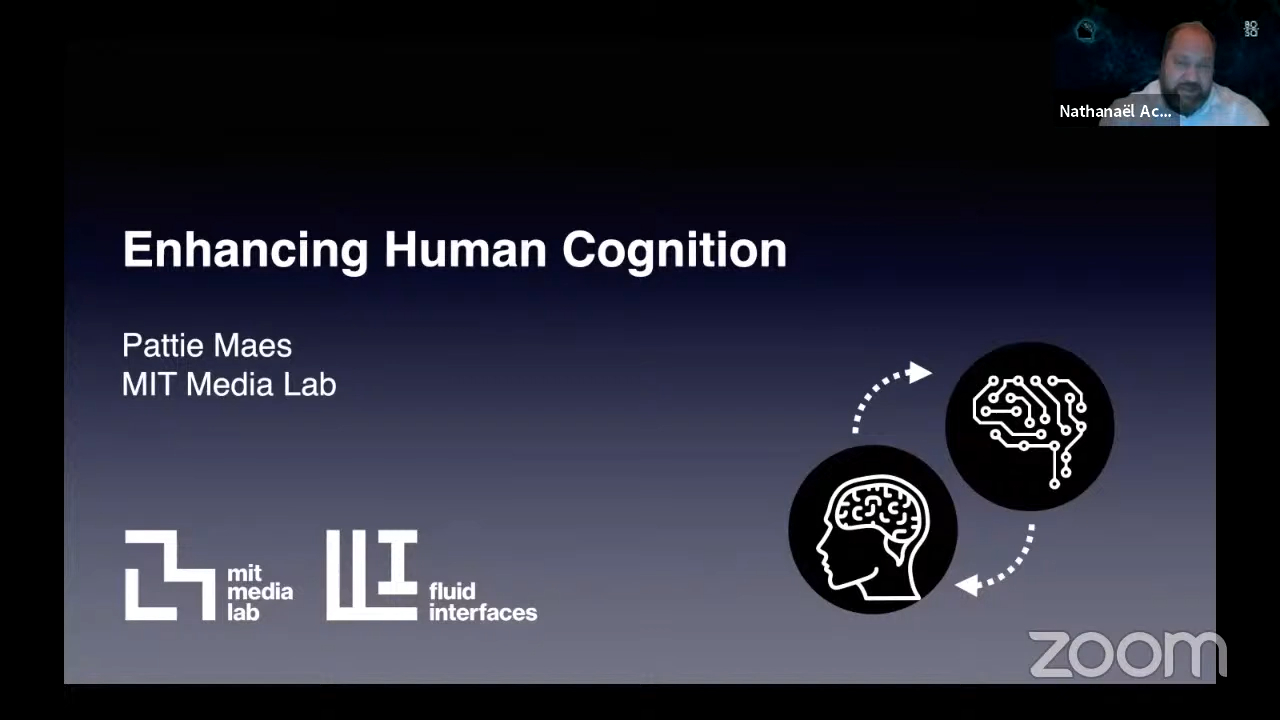 Nathanaël Ac...
Enhancing Human Cognition
Pattie Maes
MIT Media Lab
mit
media
lab
fluid
interfaces
zoom